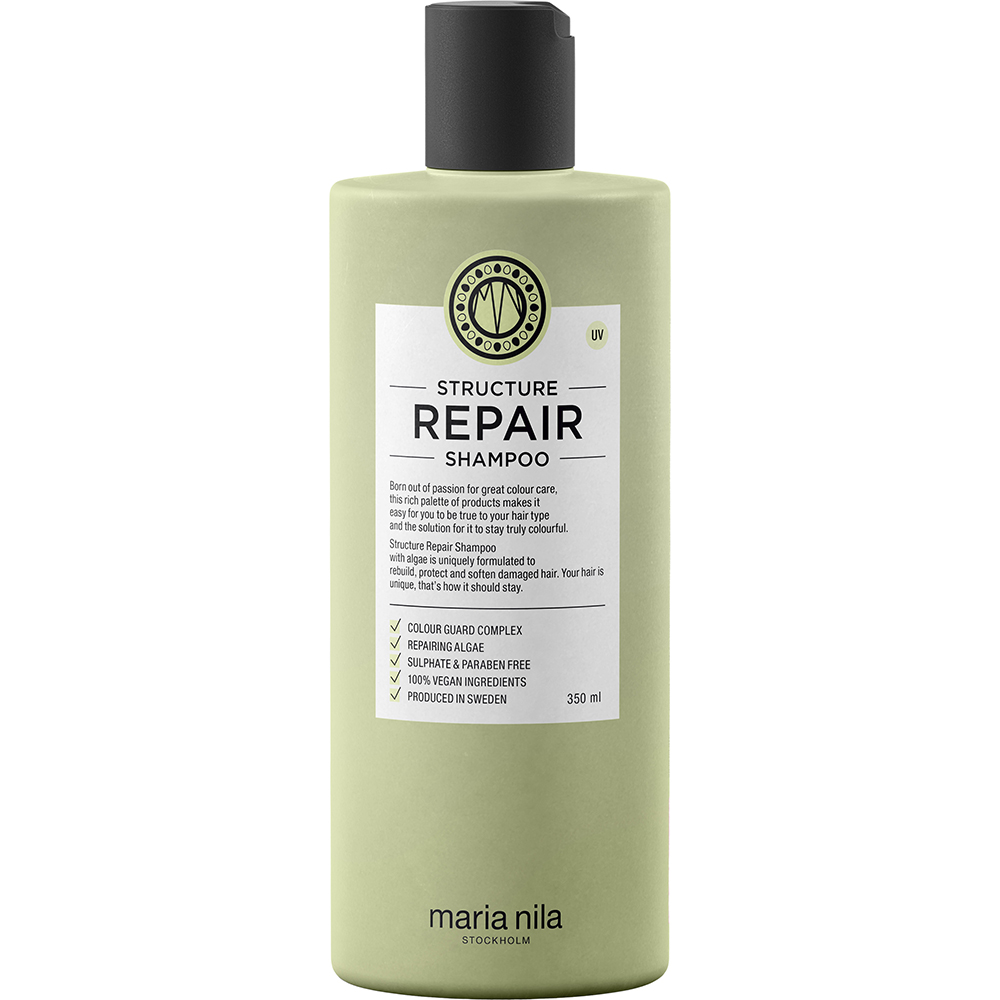 UV
STRUCTURE
REPAIR
SHAMPOO
Born out of passion for great colour care,
this rich palette of products makes it
easy for you to be true to your hair type
and the solution for it to stay truly colourful.
Structure Repair Shampoo
with algae is uniquely formulated to
rebuild, protect and soften damaged hair. Your hair is
unique, that's how it should stay.
COLOUR GUARD COMPLEX
REPAIRING ALGAE
SULPHATE & PARABEN FREE
100% VEGAN INGREDIENTS
PRODUCED IN SWEDEN 350 ml
maria nila
STOCKHOLM